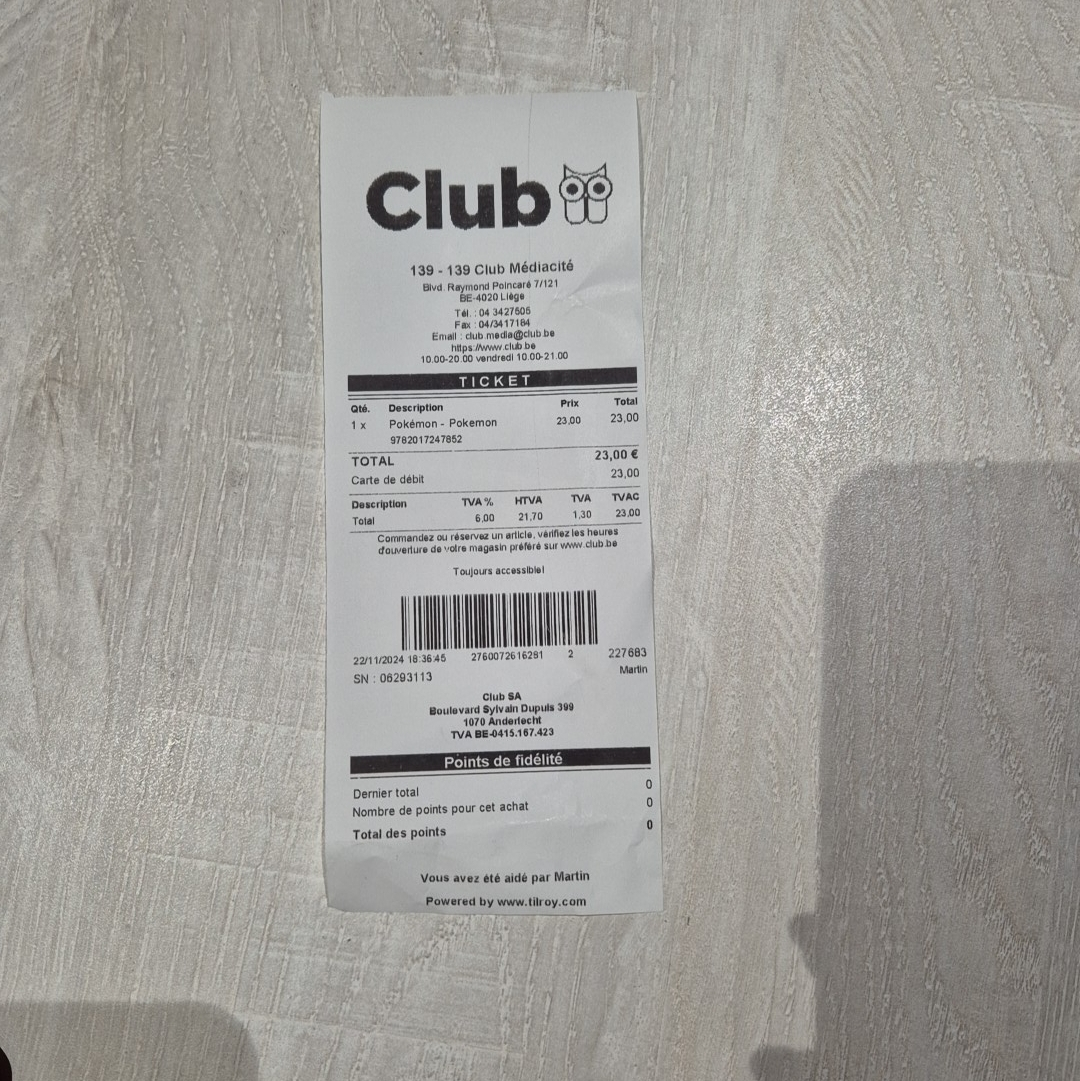 Club
139 - 139 Club Médiacité
Blvd. Raymond Poincaré 7/121
BE-4020 Liège
Tél. : 04 3427606
Fax : 04/3417184
Email : club.media@club.be
https://www.club.be
10.00-20.00 vendredi 10.00-21.00
TICKET
Qté. Description Prix Total
1 x Pokémon - Pokemon 23,00 23,00
9782017247852
TOTAL 23,00 €
Carte de débit 23,00
Description TVA % HTVA TVA TVAC
Total 6,00 21,70 1,30 23,00
Commandez ou réservez un article, vérifiez les heures
d'ouverture de votre magasin préféré sur www.club.be
Toujours accessible!
22/11/2024 18:36:45 2760072616281 2 227683
SN : 06293113 Martin
Club SA
Boulevard Sylvain Dupuis 399
1070 Anderlecht
TVA BE-0415.167.423
Points de fidélité
Dernier total 0
Nombre de points pour cet achat 0
Total des points 0
Vous avez été aidé par Martin
Powered by www.tilroy.com